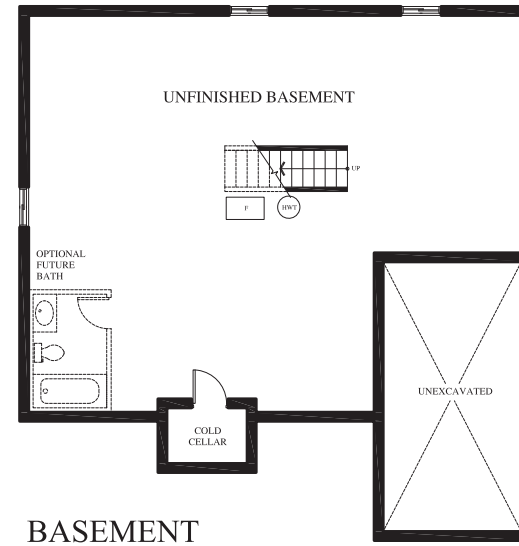 UNFINISHED BASEMENT
UP
F
HWT
OPTIONAL
FUTURE
BATH
UNEXCAVATED
COLD
CELLAR
BASEMENT